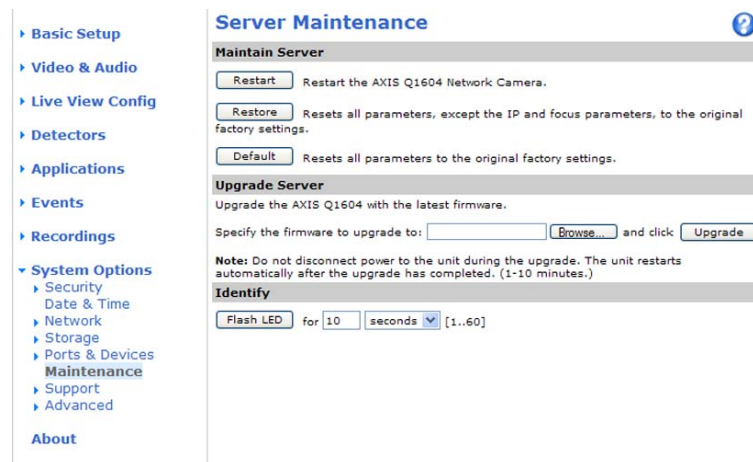 Basic Setup
Video & Audio
Live View Config
Detectors
Applications
Events
Recordings
System Options
Security
Date & Time
Network
Storage
Ports & Devices
Maintenance
Support
Advanced
About
Server Maintenance
?
Maintain Server
Restart Restart the AXIS Q1604 Network Camera.
Restore Resets all parameters, except the IP and focus parameters, to the original
factory settings.
Default Resets all parameters to the original factory settings.
Upgrade Server
Upgrade the AXIS Q1604 with the latest firmware.
Specify the firmware to upgrade to: Browse... and click Upgrade
Note: Do not disconnect power to the unit during the upgrade. The unit restarts
automatically after the upgrade has completed. (1-10 minutes.)
Identify
Flash LED for 10 seconds [1..60]